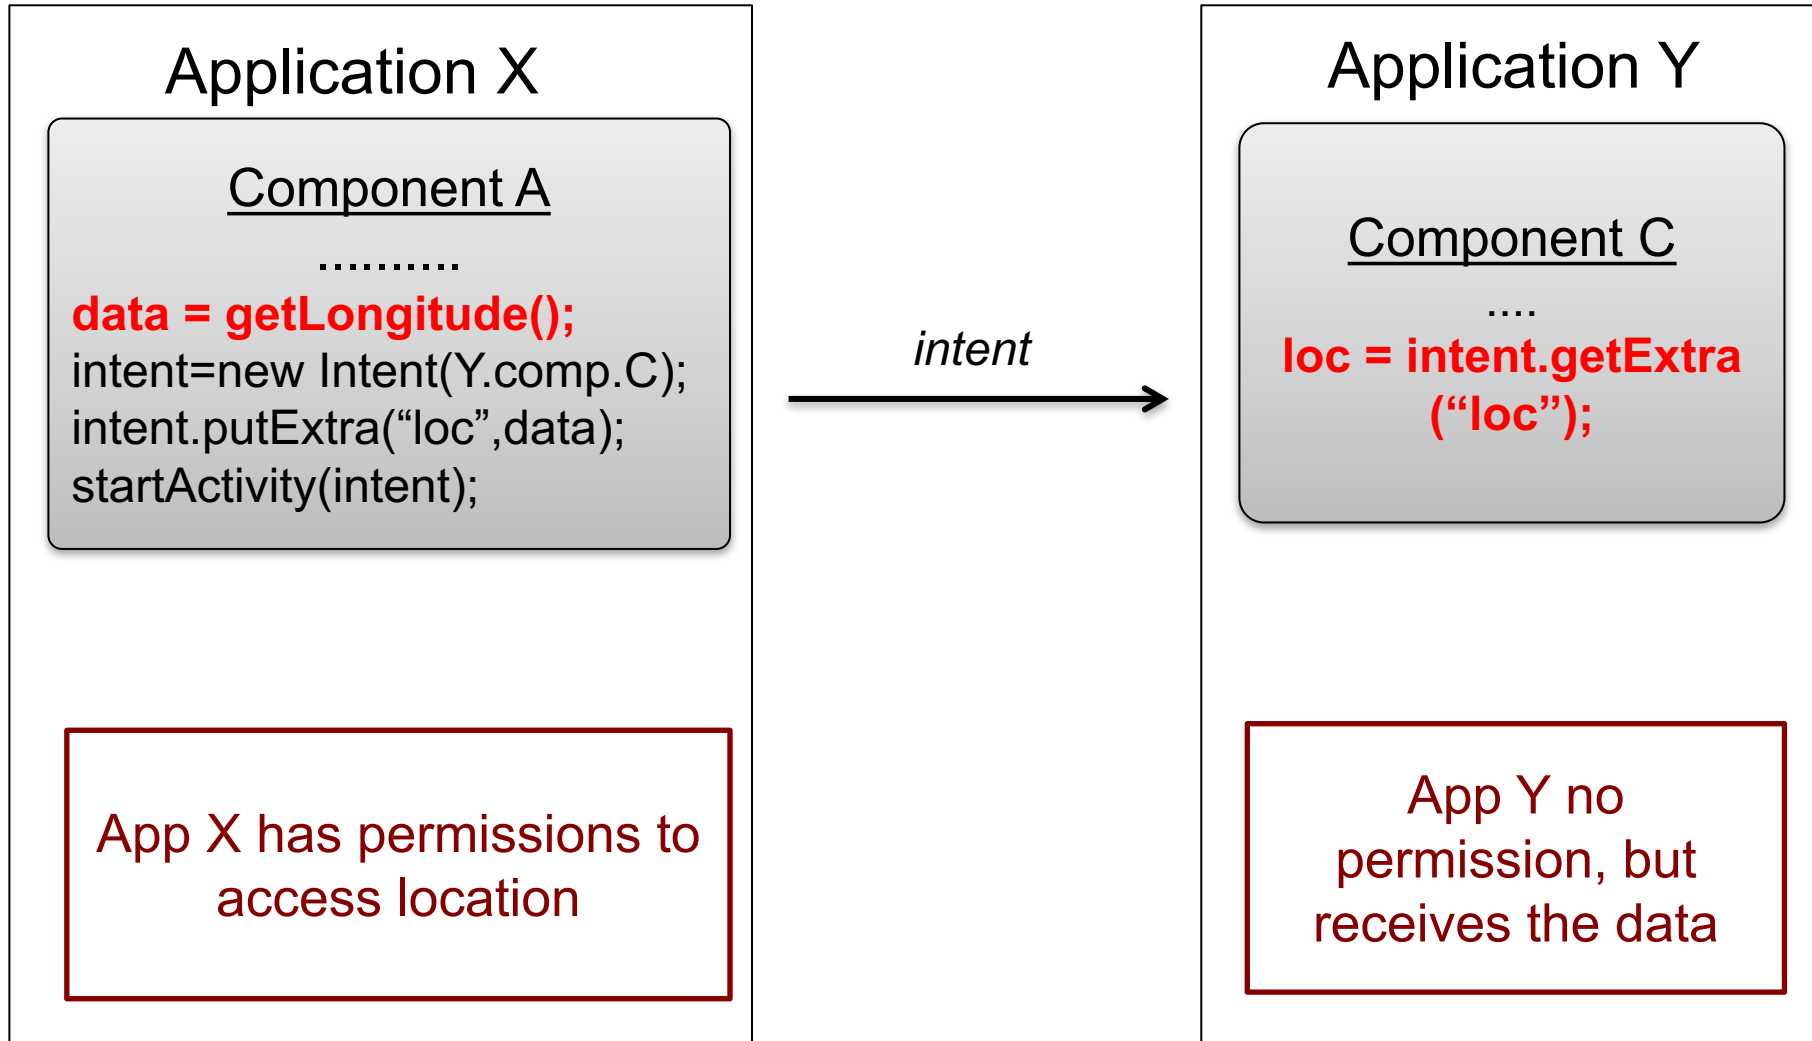 Application X
Component A
..........
data = getLongitude();
intent=new Intent(Y.comp.C);
intent.putExtra(“loc”,data);
startActivity(intent);
App X has permissions to
access location
intent
Application Y
Component C
....
loc = intent.getExtra
(“loc”);
App Y no
permission, but
receives the data